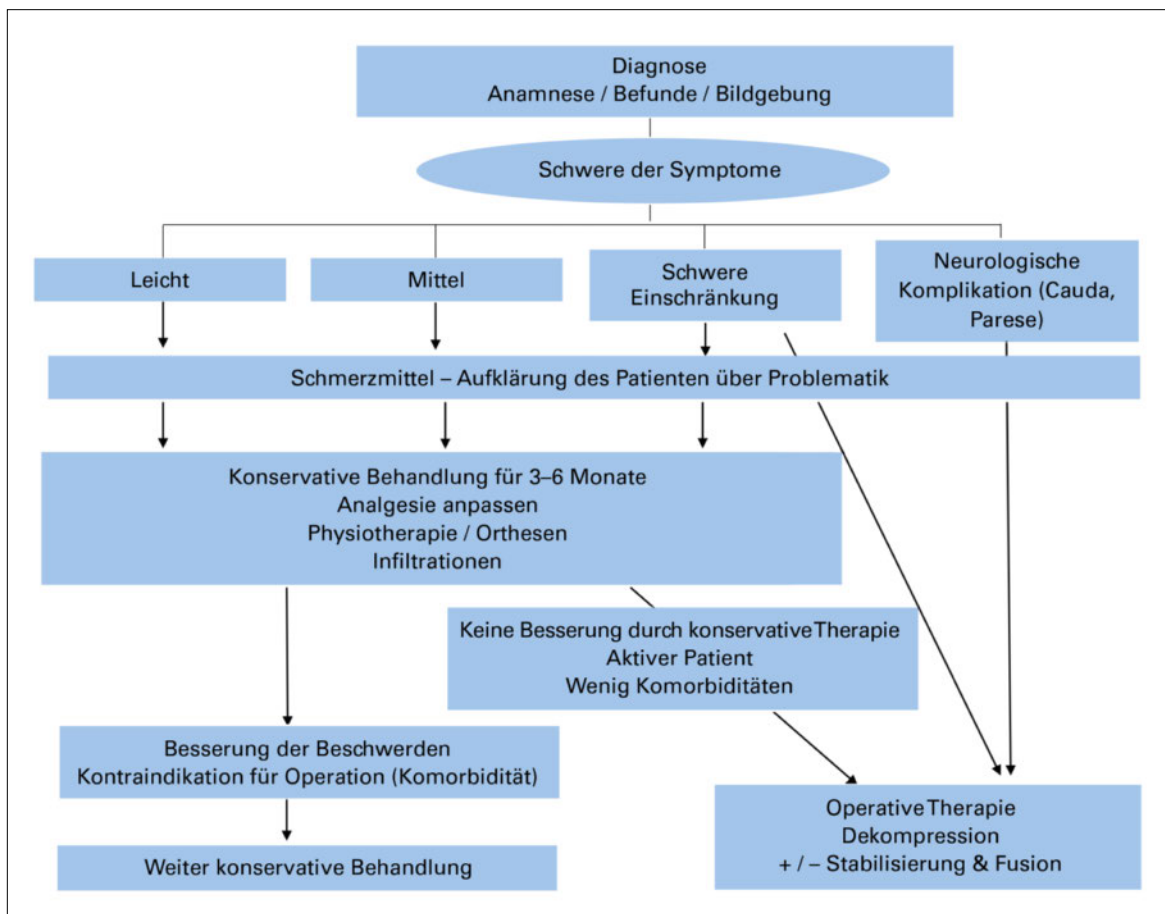 Diagnose
Anamnese / Befunde / Bildgebung
Schwere der Symptome
Leicht
Mittel
Schwere
Einschränkung
Neurologische
Komplikation (Cauda,
Parese)
Schmerzmittel – Aufklärung des Patienten über Problematik
Konservative Behandlung für 3–6 Monate
Analgesie anpassen
Physiotherapie / Orthesen
Infiltrationen
Keine Besserung durch konservative Therapie
Aktiver Patient
Wenig Komorbiditäten
Besserung der Beschwerden
Kontraindikation für Operation (Komorbidität)
Operative Therapie
Dekompression
+ / – Stabilisierung & Fusion
Weiter konservative Behandlung